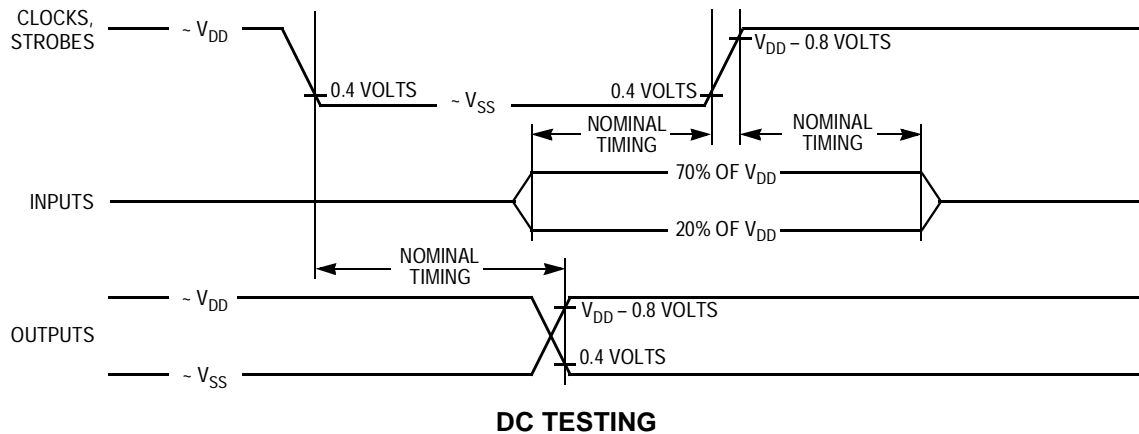 CLOCKS,
STROBES
~ VDD
0.4 VOLTS
~ VSS
0.4 VOLTS
VDD – 0.8 VOLTS
NOMINAL
TIMING
NOMINAL
TIMING
INPUTS
70% OF VDD
20% OF VDD
NOMINAL
TIMING
OUTPUTS
~ VDD
VDD – 0.8 VOLTS
0.4 VOLTS
~ VSS
DC TESTING